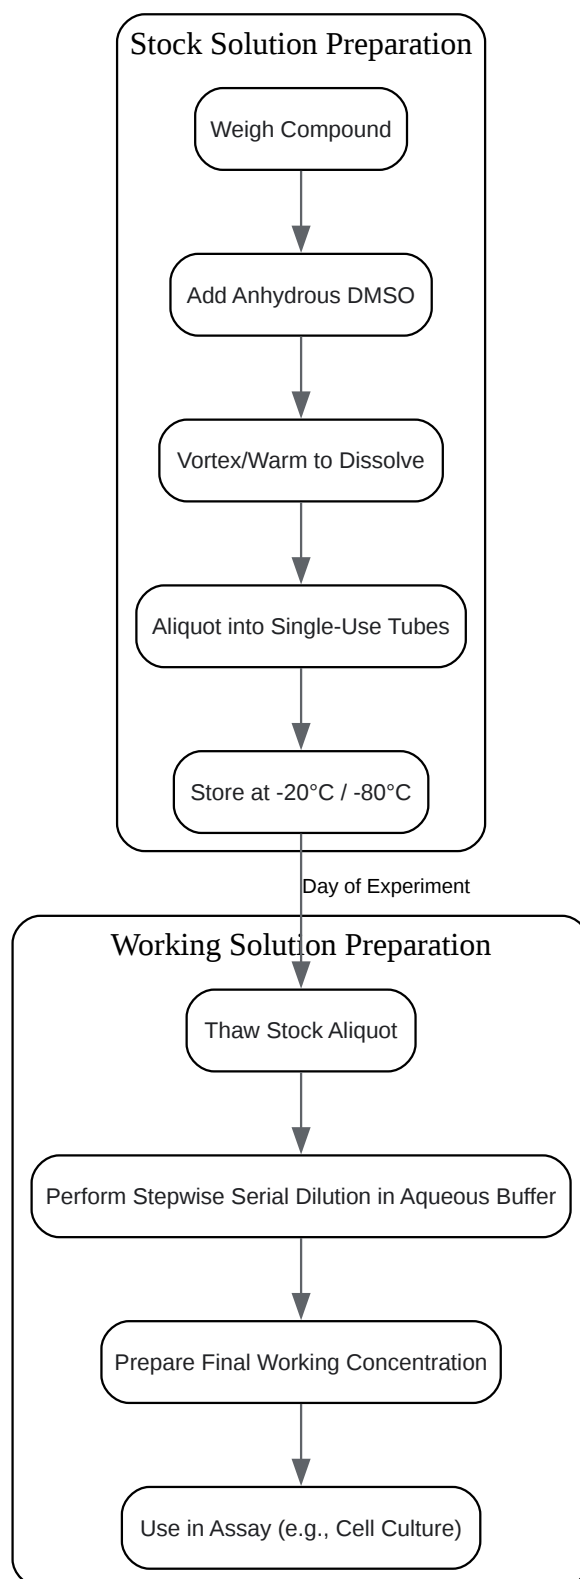 Stock Solution Preparation
Weigh Compound
Add Anhydrous DMSO
Vortex/Warm to Dissolve
Aliquot into Single-Use Tubes
Store at -20°C / -80°C
Day of Experiment
Working Solution Preparation
Thaw Stock Aliquot
Perform Stepwise Serial Dilution in Aqueous Buffer
Prepare Final Working Concentration
Use in Assay (e.g., Cell Culture)